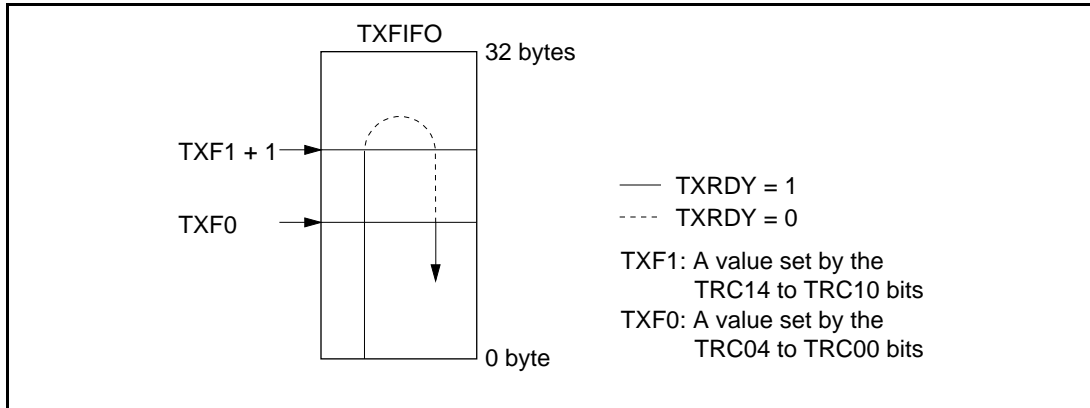 TXFIFO
32 bytes
TXF1 + 1
TXF0
0 byte
TXRDY = 1
TXRDY = 0
TXF1: A value set by the
TRC14 to TRC10 bits
TXF0: A value set by the
TRC04 to TRC00 bits